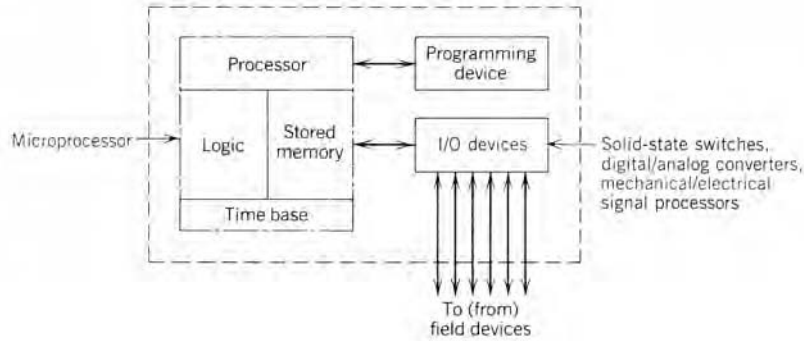 Processor
Programming
device
Microprocessor
Logic
Stored
memory
I/O devices
Solid-state switches,
digital/analog converters,
mechanical/electrical
signal processors
Time base
To (from)
field devices